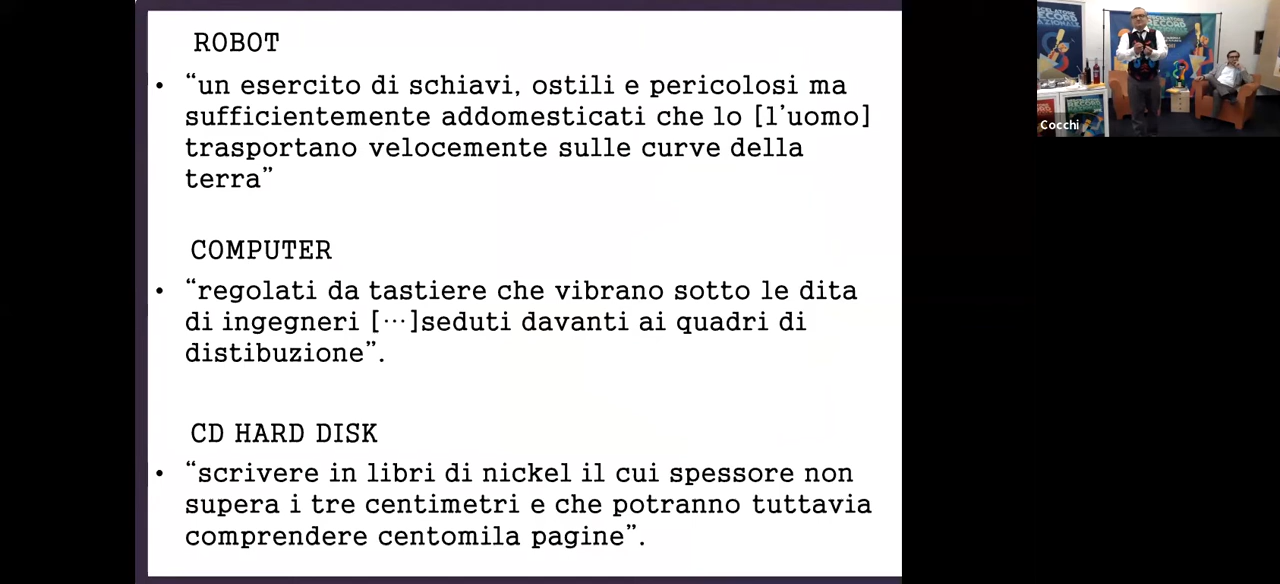 ROBOT
• “un esercito di schiavi, ostili e pericolosi ma
sufficientemente addomesticati che lo [l'uomo]
trasportano velocemente sulle curve della
terra”
COMPUTER
• “regolati da tastiere che vibrano sotto le dita
di ingegneri [...]seduti davanti ai quadri di
distibuzione”.
CD HARD DISK
• “scrivere in libri di nickel il cui spessore non
supera i tre centimetri e che potranno tuttavia
comprendere centomila pagine”.
RECORD
RECORD
Cocchi